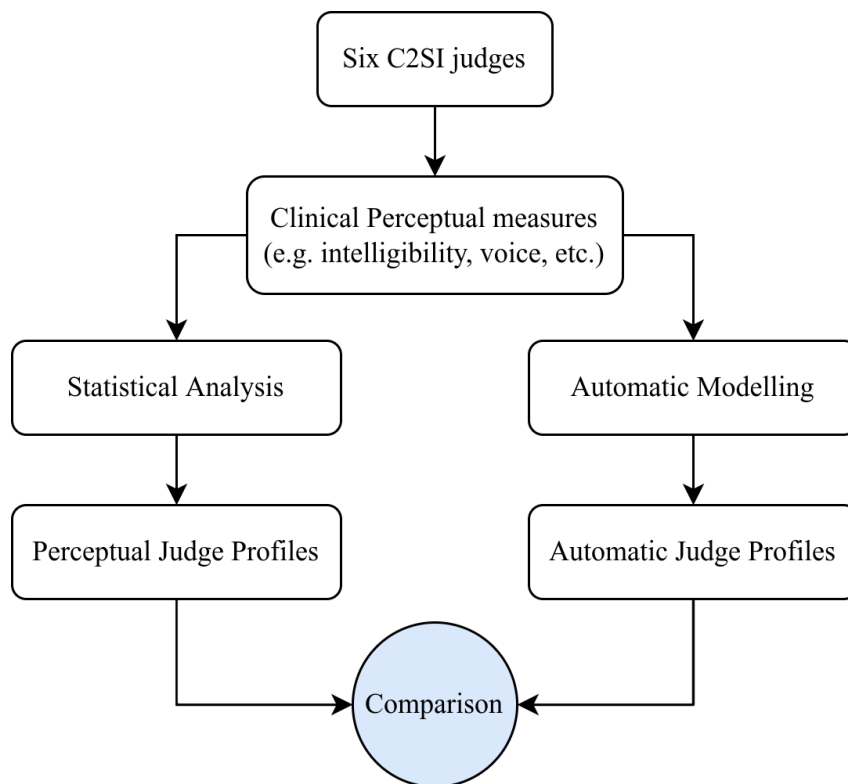 Six C2SI judges
Clinical Perceptual measures
(e.g. intelligibility, voice, etc.)
Statistical Analysis
Automatic Modelling
Perceptual Judge Profiles
Automatic Judge Profiles
Comparison